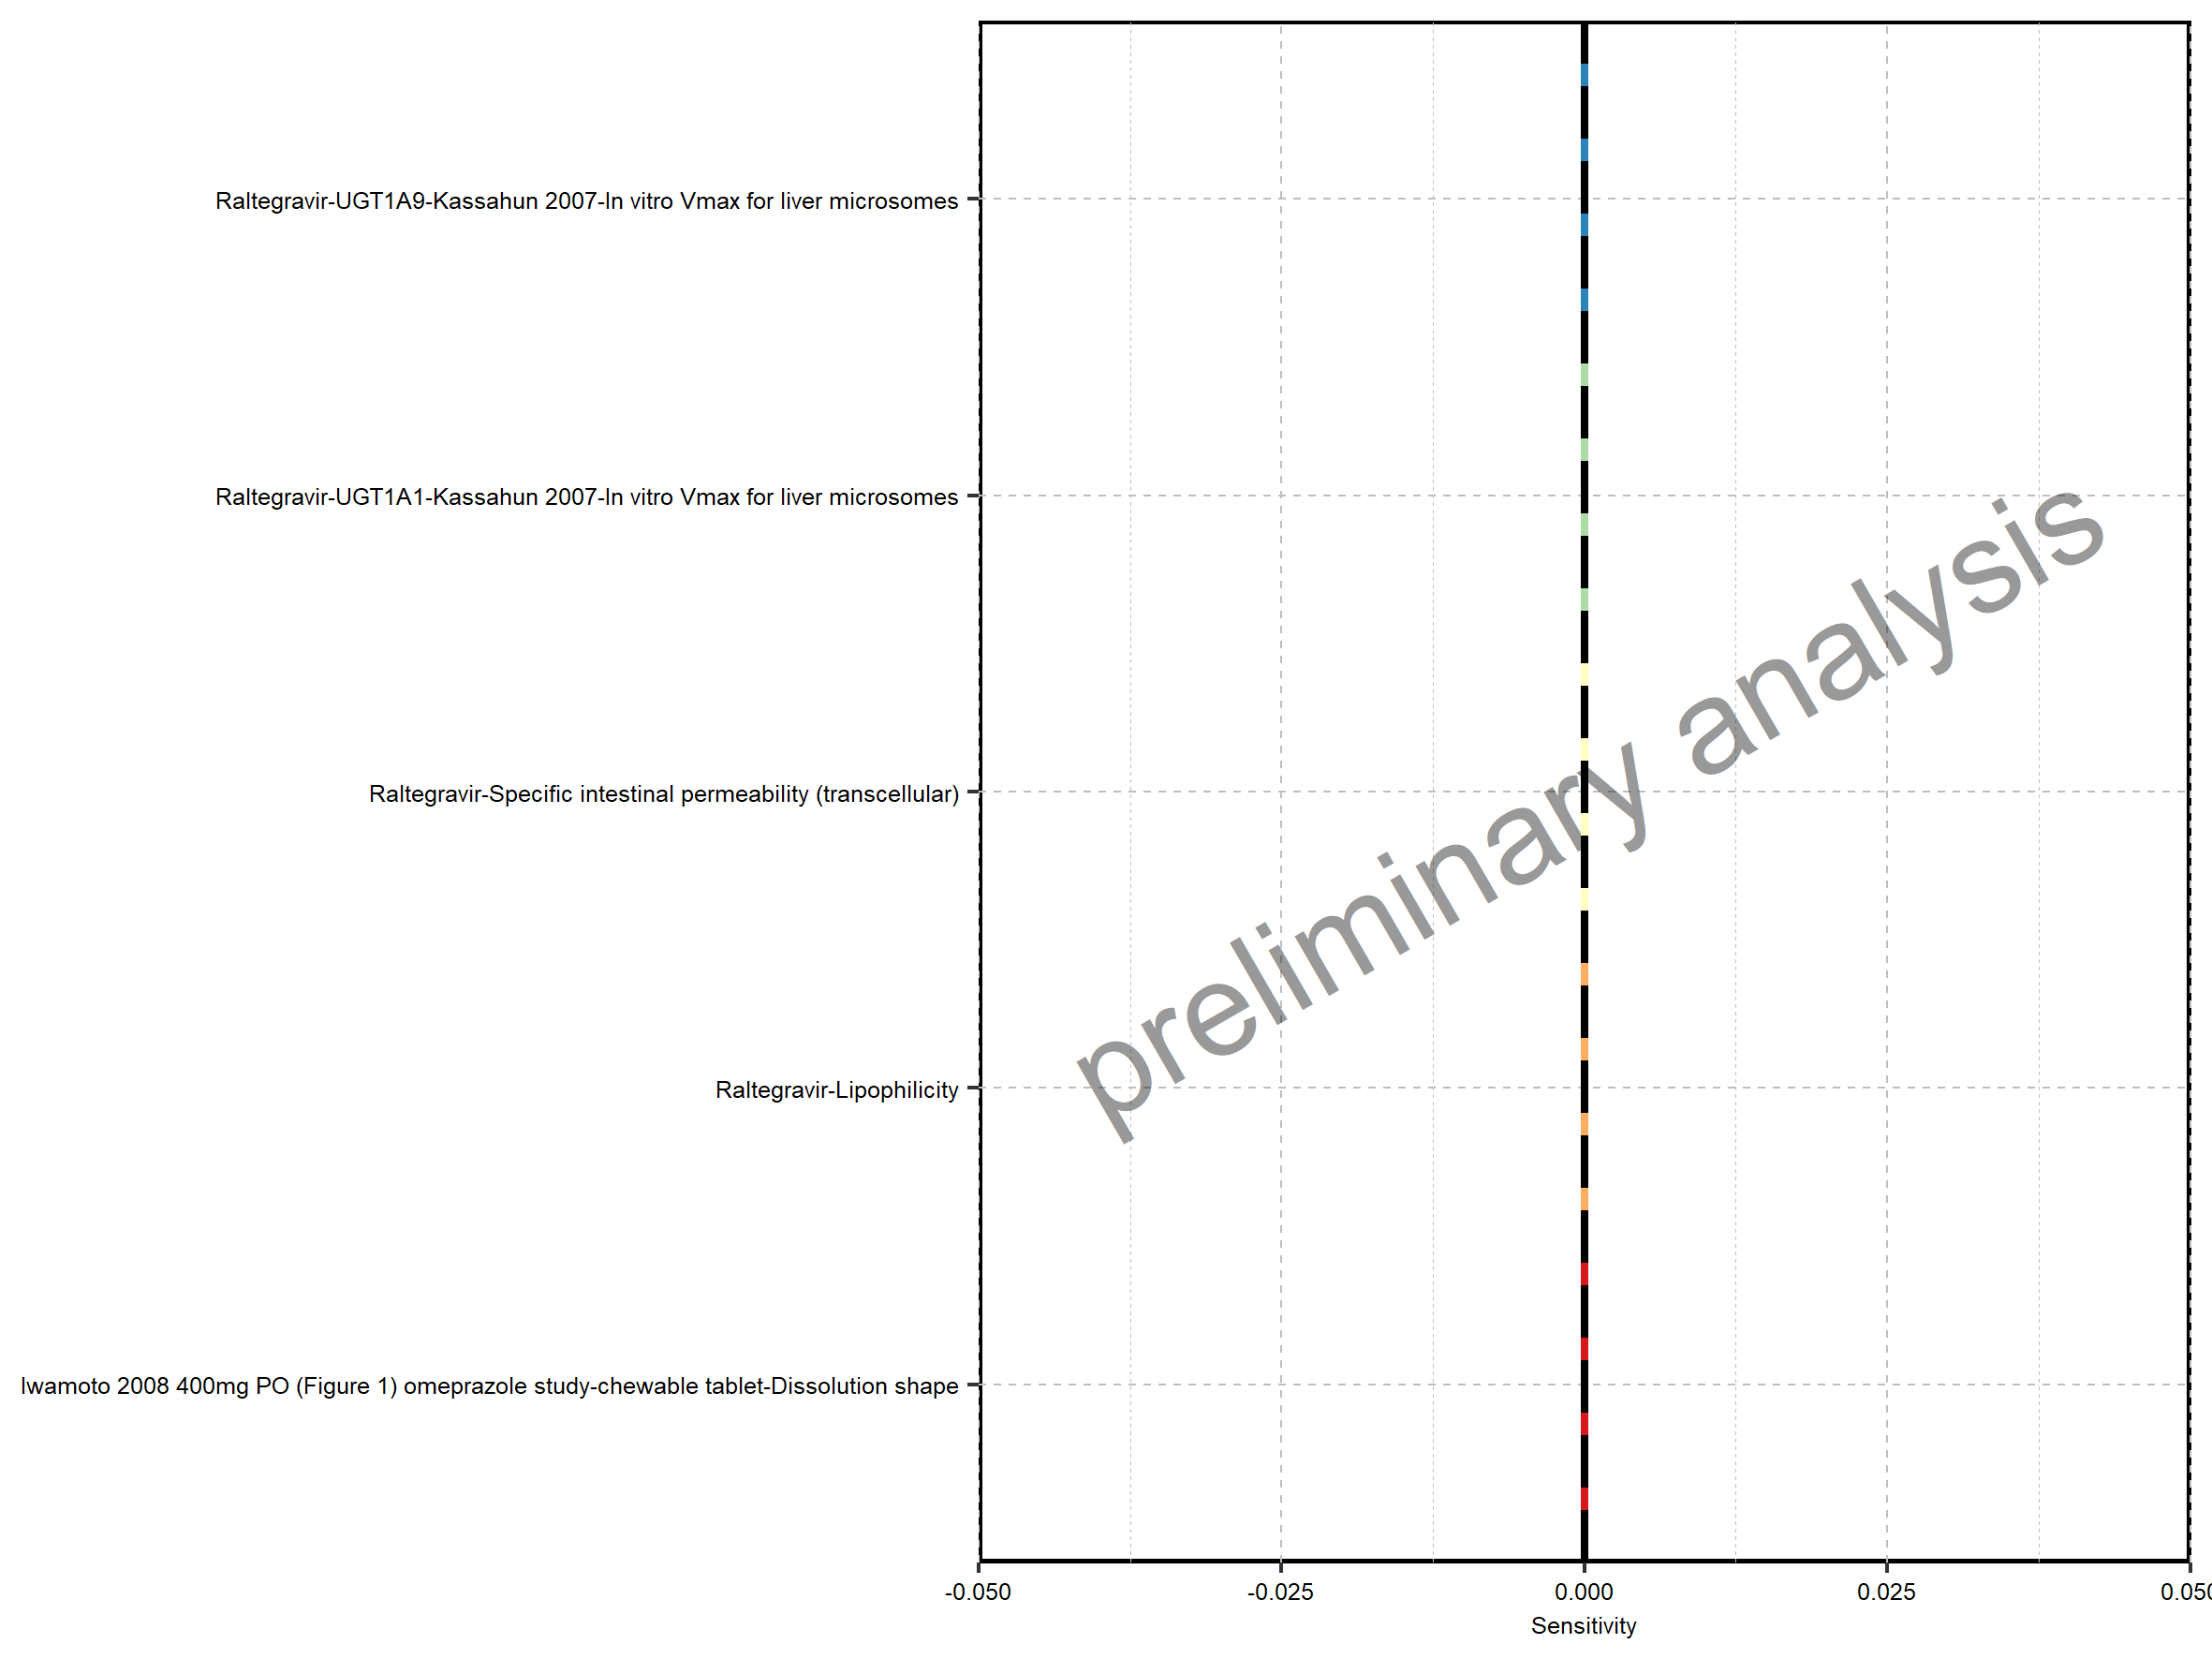 Raltegravir-UGT1A9-Kassahun 2007-In vitro Vmax for liver microsomes
Raltegravir-UGT1A1-Kassahun 2007-In vitro Vmax for liver microsomes
Raltegravir-Specific intestinal permeability (transcellular)
Raltegravir-Lipophilicity
Iwamoto 2008 400mg PO (Figure 1) omeprazole study-chewable tablet-Dissolution shape
preliminary analysis
-0.050 -0.025 0.000 0.025 0.050
Sensitivity